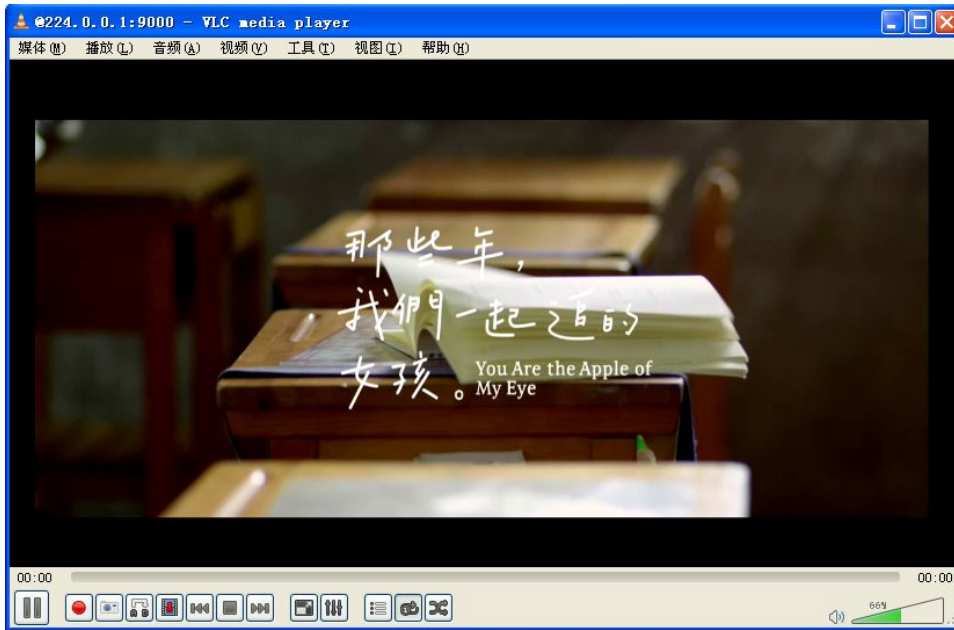 @224.0.0.1:9000 - VLC media player
媒体(M) 播放(L) 音频(A) 视频(V) 工具(T) 视图(I) 帮助(H)
那些年,
我們一起追的
女孩。
You Are the Apple of
My Eye
00:00 00:00
66%